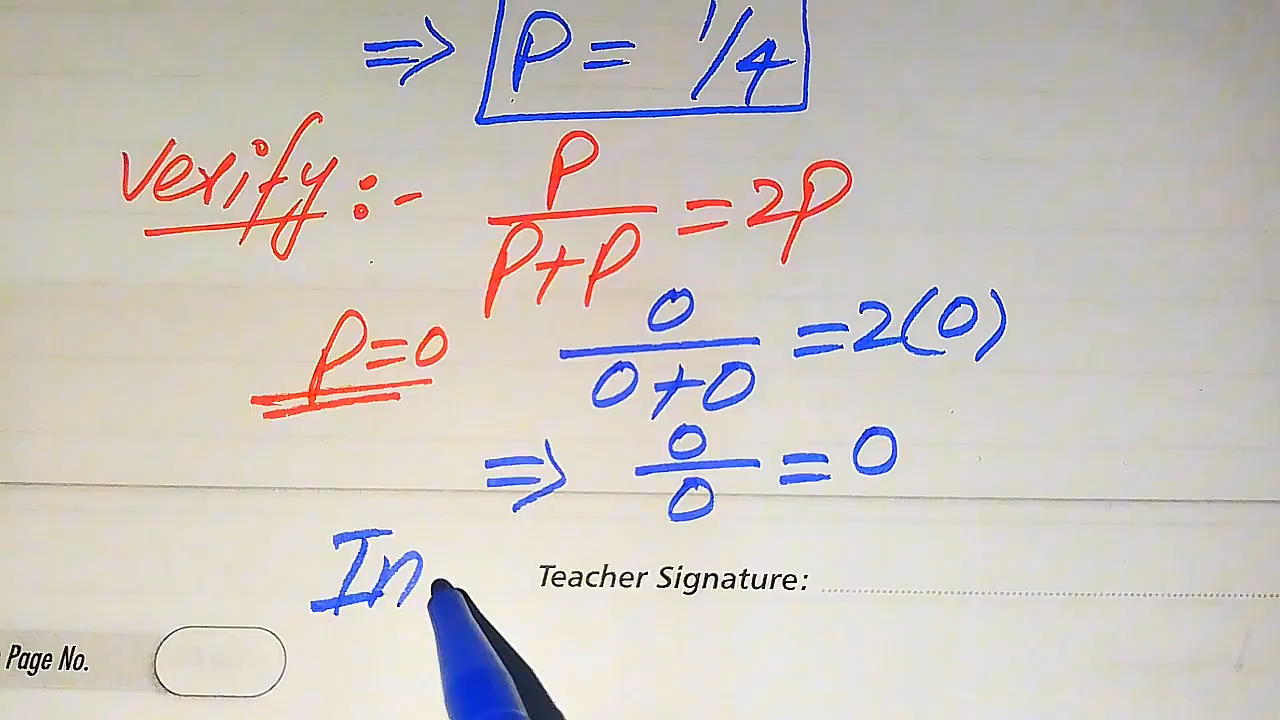 => P = 1/4
Verify :- P/(P+P) = 2P
P=0 0/(0+0) = 2(0)
=> 0/0 = 0
In
Teacher Signature:
Page No.